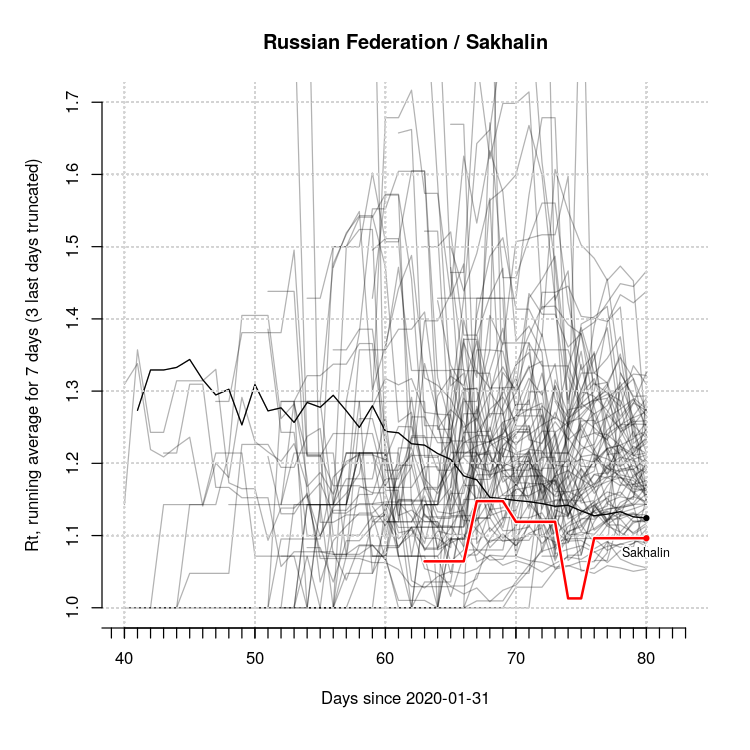 Russian Federation / Sakhalin
Rt, running average for 7 days (3 last days truncated)
1.7
1.6
1.5
1.4
1.3
1.2
1.1
1.0
Sakhalin
40 50 60 70 80
Days since 2020-01-31